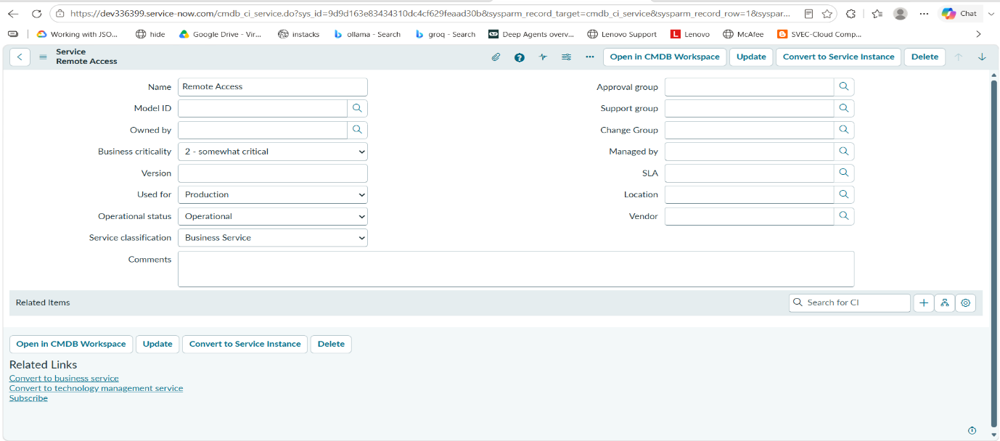 https://dev336399.service-now.com/cmdb_ci_service.do?sys_id=9d9d163e83434310dc4cf629feaad30b&sysparm_record_target=cmdb_ci_service&sysparm_record_row=1&syspar...
Chat
Working with JSO...
hide
Google Drive - Vir...
instacks
ollama - Search
groq - Search
Deep Agents overv...
Lenovo Support
L Lenovo
McAfee
SVEC-Cloud Comp...
Service
Remote Access
Open in CMDB Workspace
Update
Convert to Service Instance
Delete
Name Remote Access
Model ID
Owned by
Business criticality 2 - somewhat critical
Version
Used for Production
Operational status Operational
Service classification Business Service
Comments
Approval group
Support group
Change Group
Managed by
SLA
Location
Vendor
Related Items
Search for CI
Open in CMDB Workspace
Update
Convert to Service Instance
Delete
Related Links
Convert to business service
Convert to technology management service
Subscribe